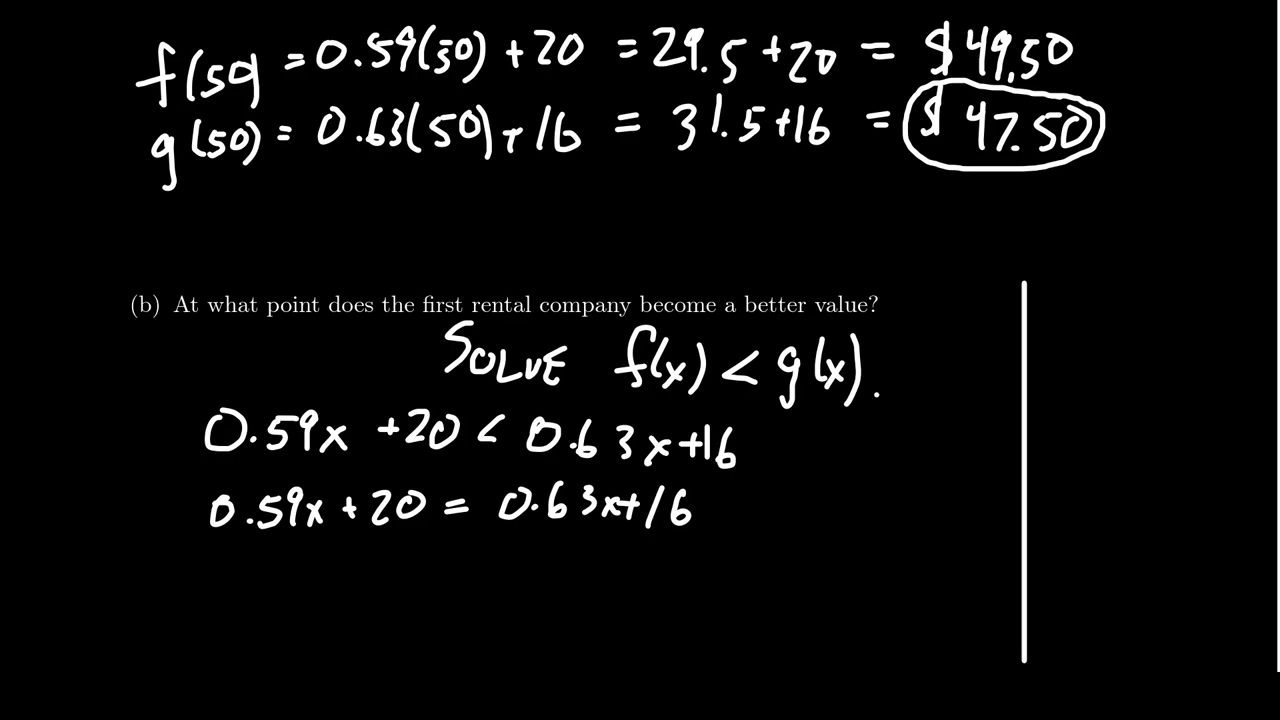 f(50) = 0.59(50) + 20 = 29.5 + 20 = $49.50
g(50) = 0.63(50) + 16 = 31.5 + 16 = $47.50
(b) At what point does the first rental company become a better value?
SOLVE f(x) < g(x).
0.59x + 20 < 0.63x + 16
0.59x + 20 = 0.63x + 16